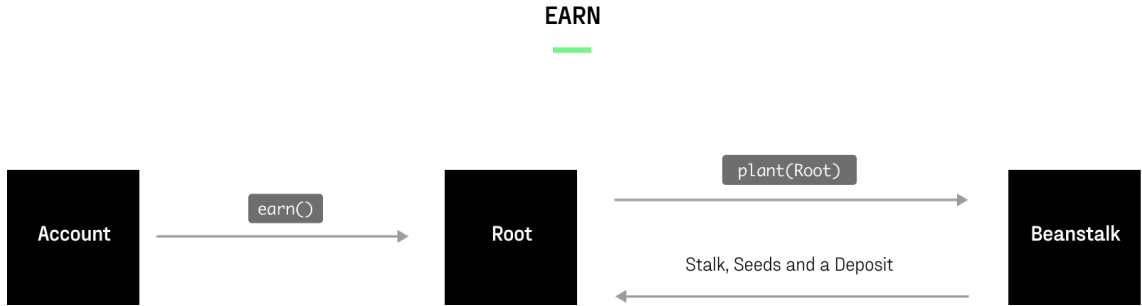 EARN
Account
earn()
Root
plant(Root)
Stalk, Seeds and a Deposit
Beanstalk